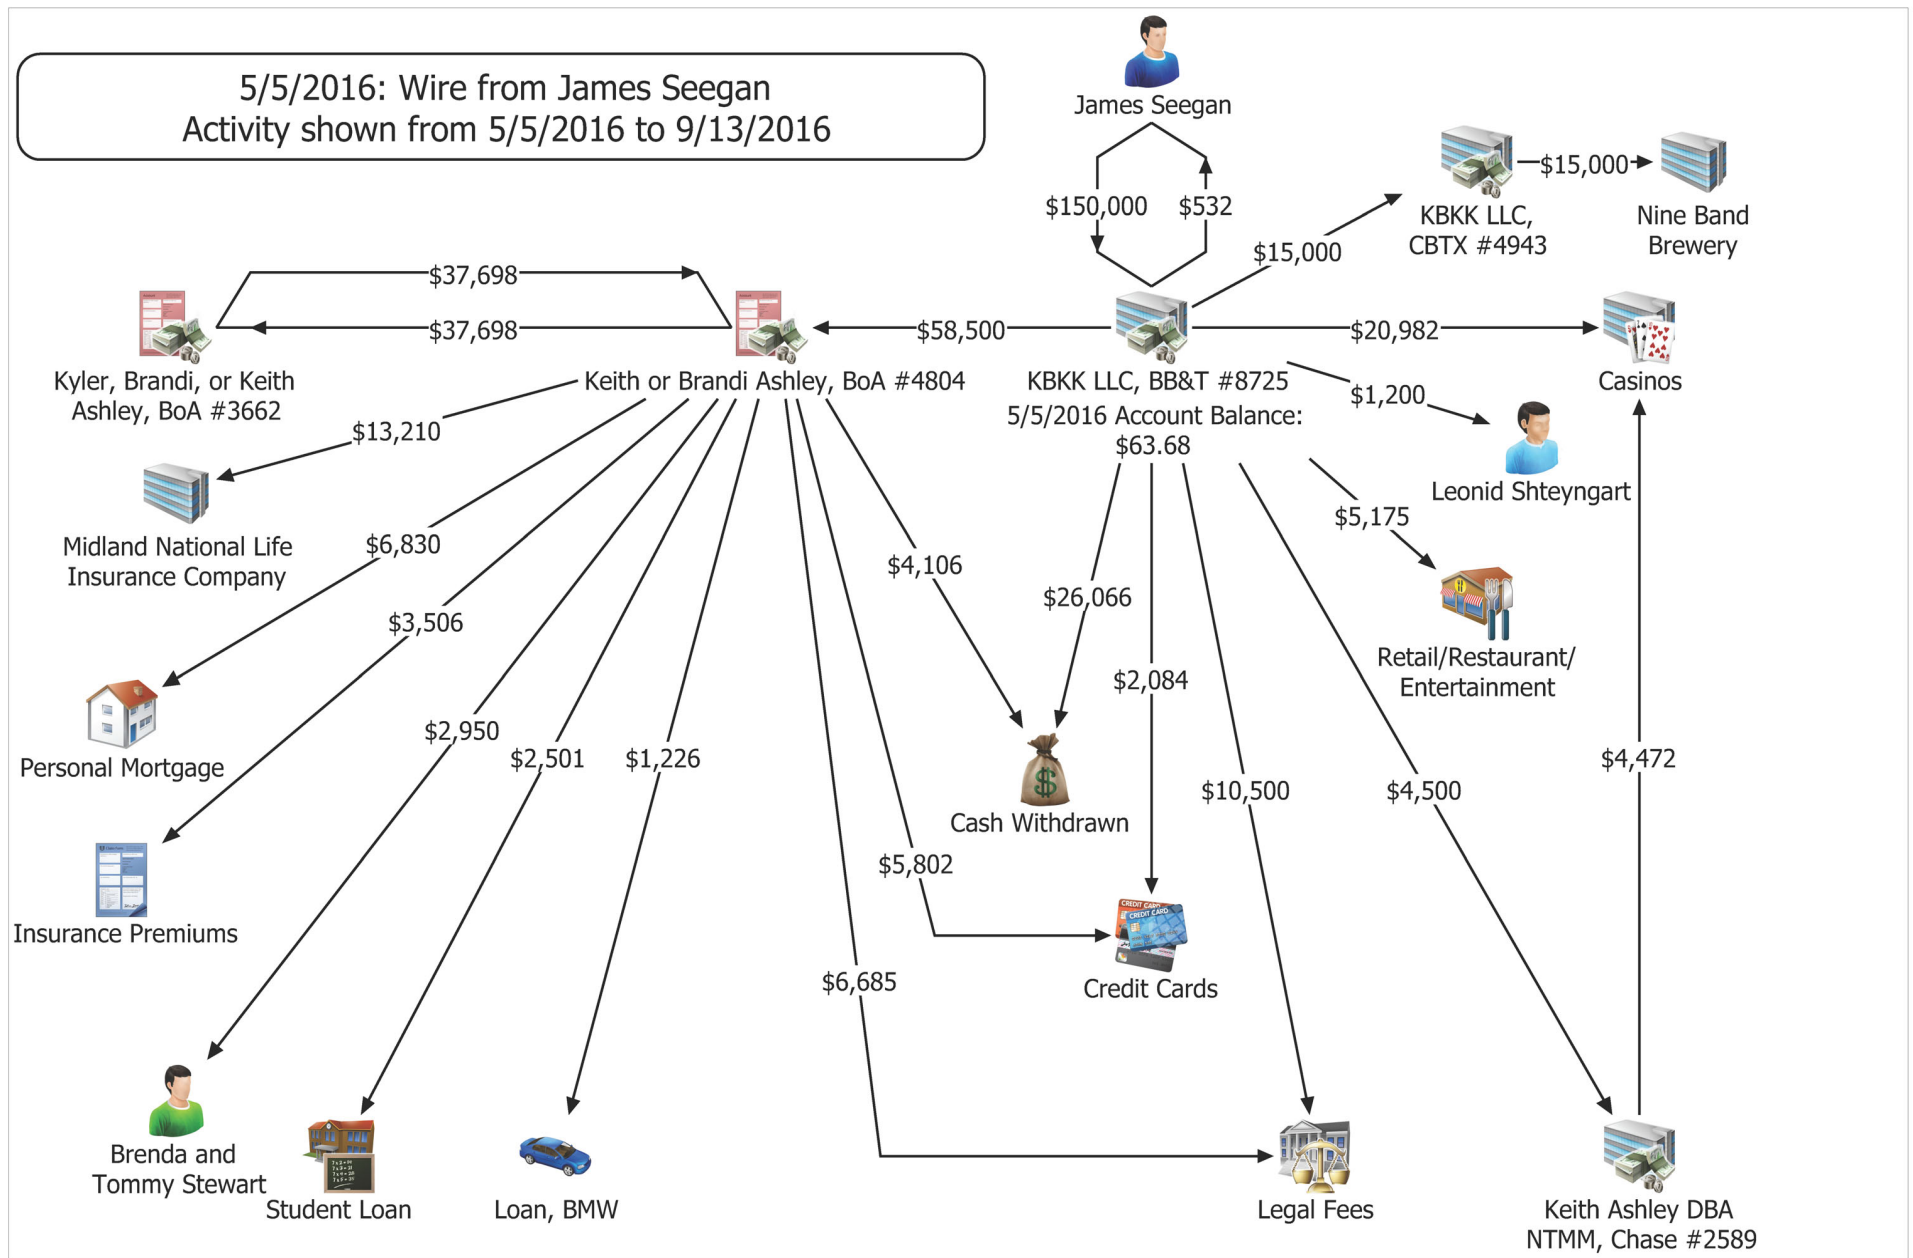 5/5/2016: Wire from James Seegan
Activity shown from 5/5/2016 to 9/13/2016
James Seegan
$150,000
$532
$15,000
KBKK LLC,
CBTX #4943
$15,000
Nine Band
Brewery
$37,698
$37,698
Kyler, Brandi, or Keith
Ashley, BoA #3662
Keith or Brandi Ashley, BoA #4804
$58,500
KBKK LLC, BB&T #8725
5/5/2016 Account Balance:
$63.68
$20,982
Casinos
$1,200
Leonid Shteyngart
$5,175
Retail/Restaurant/
Entertainment
$13,210
Midland National Life
Insurance Company
$6,830
Personal Mortgage
$3,506
Insurance Premiums
$2,950
Brenda and
Tommy Stewart
$2,501
Student Loan
$1,226
Loan, BMW
$4,106
$26,066
Cash Withdrawn
$5,802
$2,084
CREDIT CARD
CREDIT CARD
Credit Cards
$6,685
$10,500
Legal Fees
$4,500
$4,472
Keith Ashley DBA
NTMM, Chase #2589